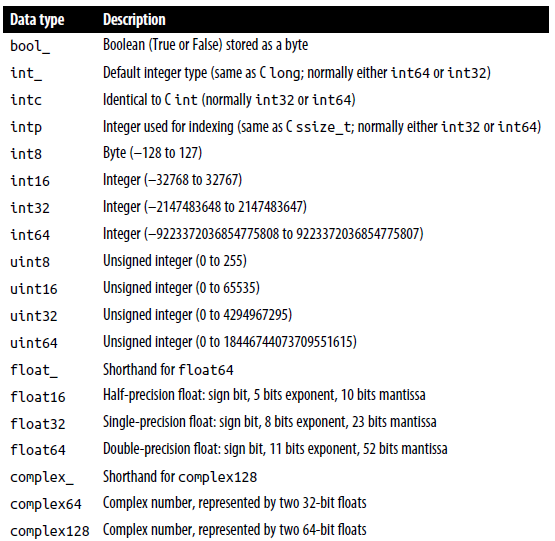 Data type Description
bool_ Boolean (True or False) stored as a byte
int_ Default integer type (same as C long; normally either int64 or int32)
intc Identical to C int (normally int32 or int64)
intp Integer used for indexing (same as C ssize_t; normally either int32 or int64)
int8 Byte (–128 to 127)
int16 Integer (–32768 to 32767)
int32 Integer (–2147483648 to 2147483647)
int64 Integer (–9223372036854775808 to 9223372036854775807)
uint8 Unsigned integer (0 to 255)
uint16 Unsigned integer (0 to 65535)
uint32 Unsigned integer (0 to 4294967295)
uint64 Unsigned integer (0 to 18446744073709551615)
float_ Shorthand for float64
float16 Half-precision float: sign bit, 5 bits exponent, 10 bits mantissa
float32 Single-precision float: sign bit, 8 bits exponent, 23 bits mantissa
float64 Double-precision float: sign bit, 11 bits exponent, 52 bits mantissa
complex_ Shorthand for complex128
complex64 Complex number, represented by two 32-bit floats
complex128 Complex number, represented by two 64-bit floats